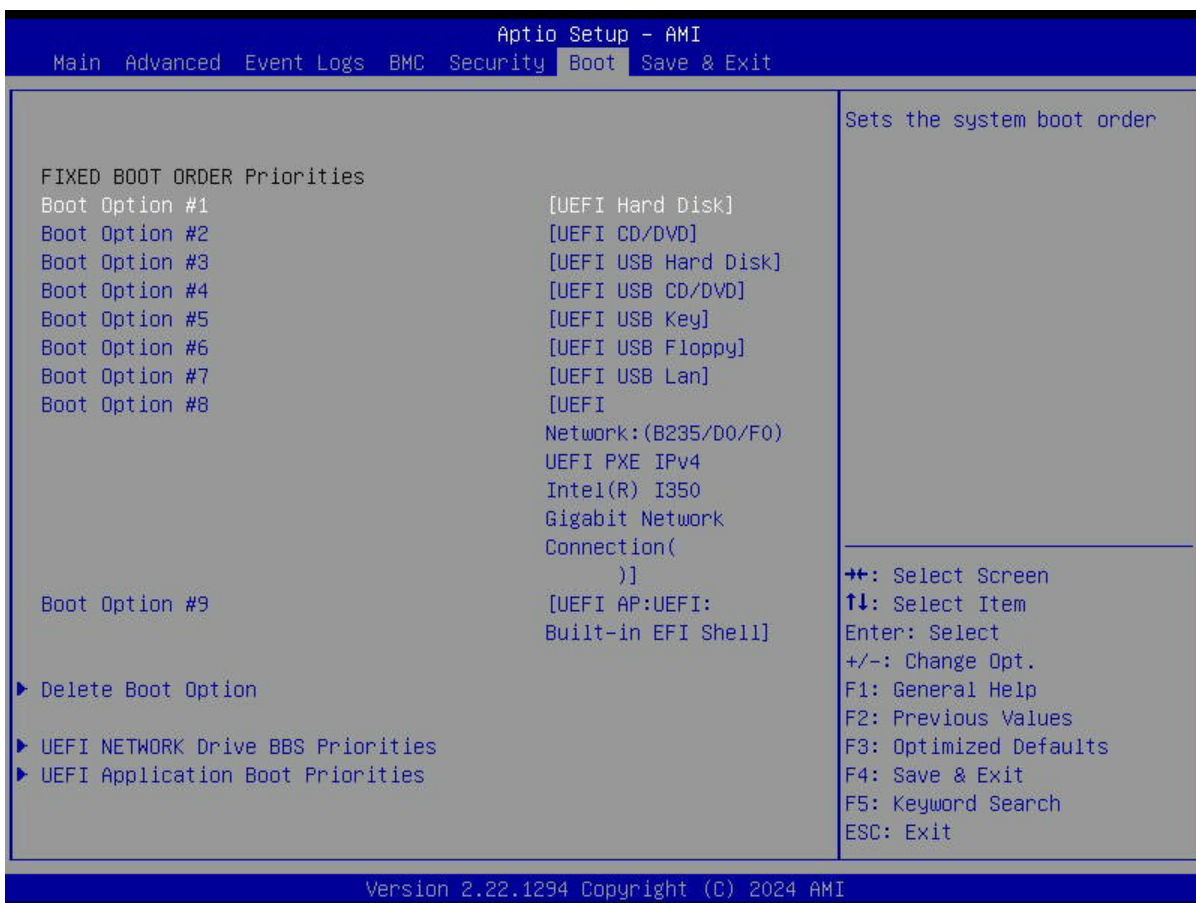 Aptio Setup – AMI
Main Advanced Event Logs BMC Security Boot Save & Exit
Sets the system boot order
FIXED BOOT ORDER Priorities
Boot Option #1 [UEFI Hard Disk]
Boot Option #2 [UEFI CD/DVD]
Boot Option #3 [UEFI USB Hard Disk]
Boot Option #4 [UEFI USB CD/DVD]
Boot Option #5 [UEFI USB Key]
Boot Option #6 [UEFI USB Floppy]
Boot Option #7 [UEFI USB Lan]
Boot Option #8 [UEFI
Network:(B235/D0/F0)
UEFI PXE IPv4
Intel(R) I350
Gigabit Network
Connection(
)]
Boot Option #9 [UEFI AP:UEFI:
Built-in EFI Shell]
▶ Delete Boot Option
▶ UEFI NETWORK Drive BBS Priorities
▶ UEFI Application Boot Priorities
→←: Select Screen
↑↓: Select Item
Enter: Select
+/-: Change Opt.
F1: General Help
F2: Previous Values
F3: Optimized Defaults
F4: Save & Exit
F5: Keyword Search
ESC: Exit
Version 2.22.1294 Copyright (C) 2024 AMI